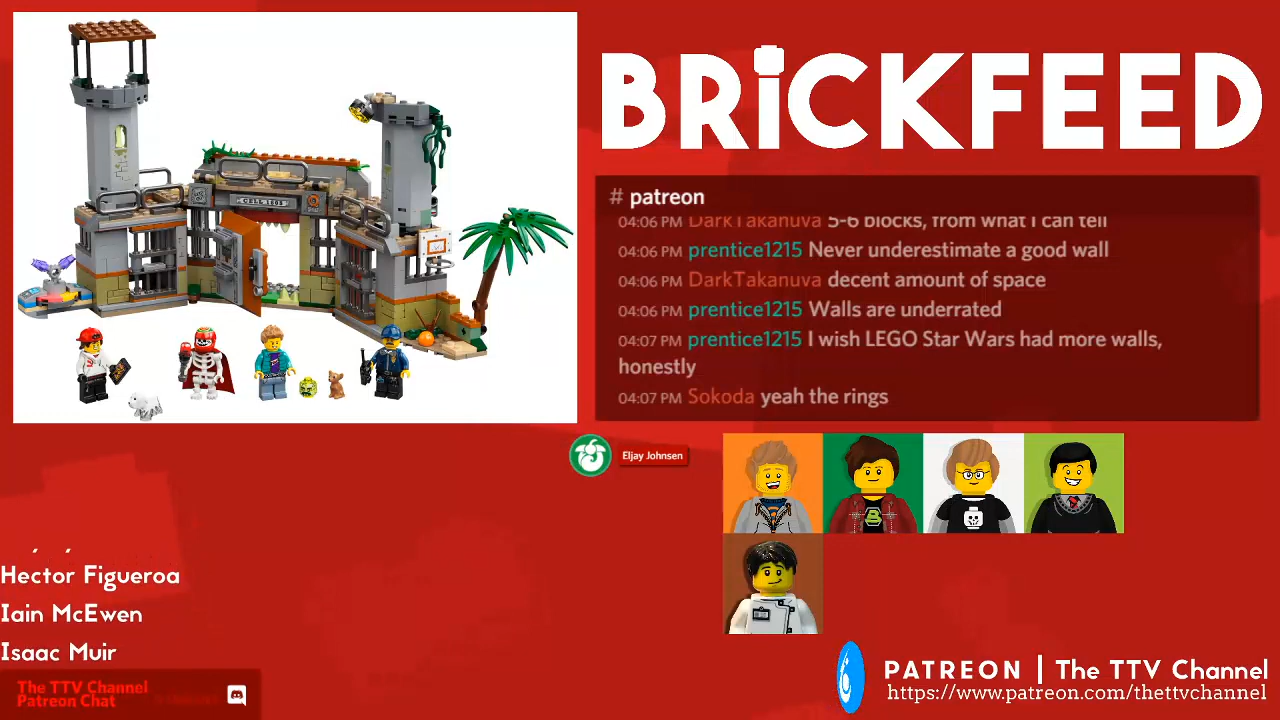 BRiCKFEED
# patreon
04:06 PM DarkTakanuva 5-6 blocks, from what I can tell
04:06 PM prentice1215 Never underestimate a good wall
04:06 PM DarkTakanuva decent amount of space
04:06 PM prentice1215 Walls are underrated
04:07 PM prentice1215 I wish LEGO Star Wars had more walls,
honestly
04:07 PM Sokoda yeah the rings
Eljay Johnsen
Hector Figueroa
Iain McEwen
Isaac Muir
The TTV Channel
Patreon Chat
PATREON | The TTV Channel
https://www.patreon.com/thettvchannel